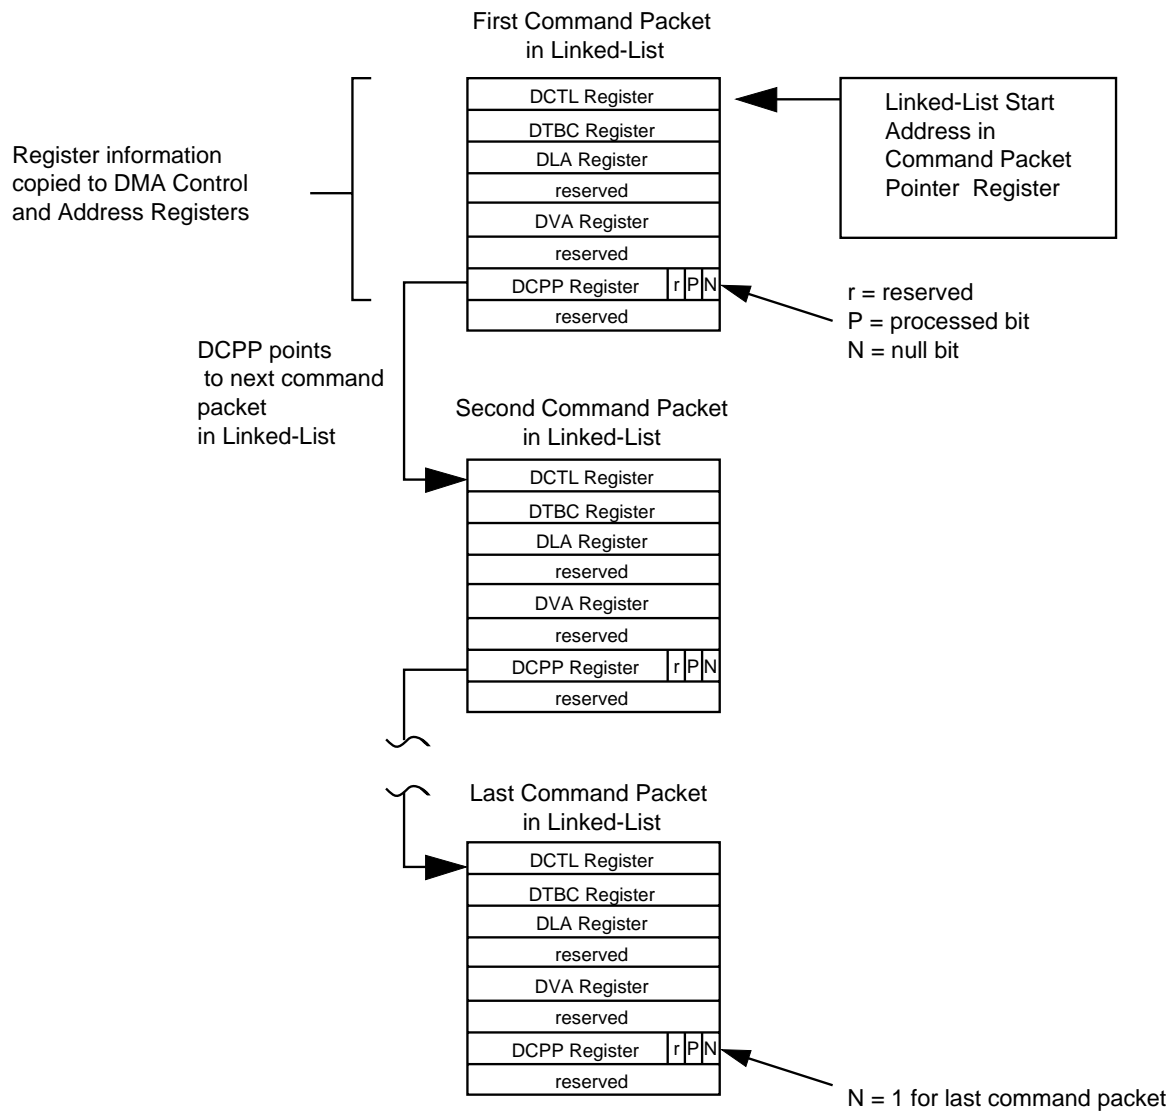 First Command Packet
in Linked-List
DCTL Register
DTBC Register
DLA Register
reserved
DVA Register
reserved
DCPP Register r P N
reserved
Register information
copied to DMA Control
and Address Registers
Linked-List Start
Address in
Command Packet
Pointer Register
r = reserved
P = processed bit
N = null bit
DCPP points
to next command
packet
in Linked-List
Second Command Packet
in Linked-List
DCTL Register
DTBC Register
DLA Register
reserved
DVA Register
reserved
DCPP Register r P N
reserved
Last Command Packet
in Linked-List
DCTL Register
DTBC Register
DLA Register
reserved
DVA Register
reserved
DCPP Register r P N
reserved
N = 1 for last command packet